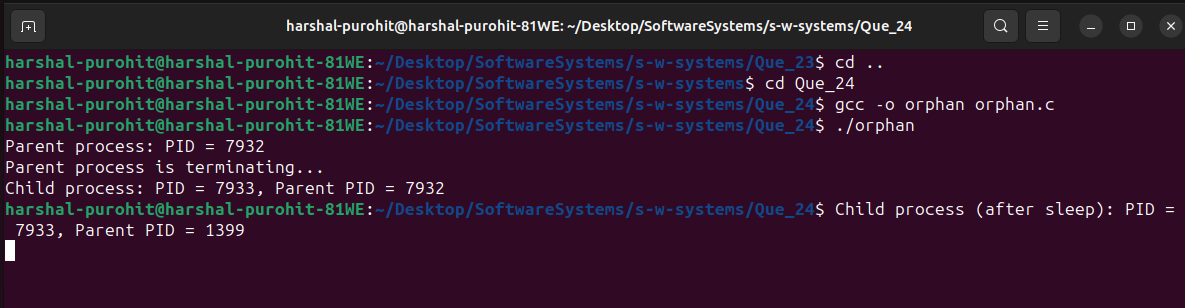 harshal-purohit@harshal-purohit-81WE: ~/Desktop/SoftwareSystems/s-w-systems/Que_24
harshal-purohit@harshal-purohit-81WE:~/Desktop/SoftwareSystems/s-w-systems/Que_23$ cd ..
harshal-purohit@harshal-purohit-81WE:~/Desktop/SoftwareSystems/s-w-systems$ cd Que_24
harshal-purohit@harshal-purohit-81WE:~/Desktop/SoftwareSystems/s-w-systems/Que_24$ gcc -o orphan orphan.c
harshal-purohit@harshal-purohit-81WE:~/Desktop/SoftwareSystems/s-w-systems/Que_24$ ./orphan
Parent process: PID = 7932
Parent process is terminating...
Child process: PID = 7933, Parent PID = 7932
harshal-purohit@harshal-purohit-81WE:~/Desktop/SoftwareSystems/s-w-systems/Que_24$ Child process (after sleep): PID =
 7933, Parent PID = 1399